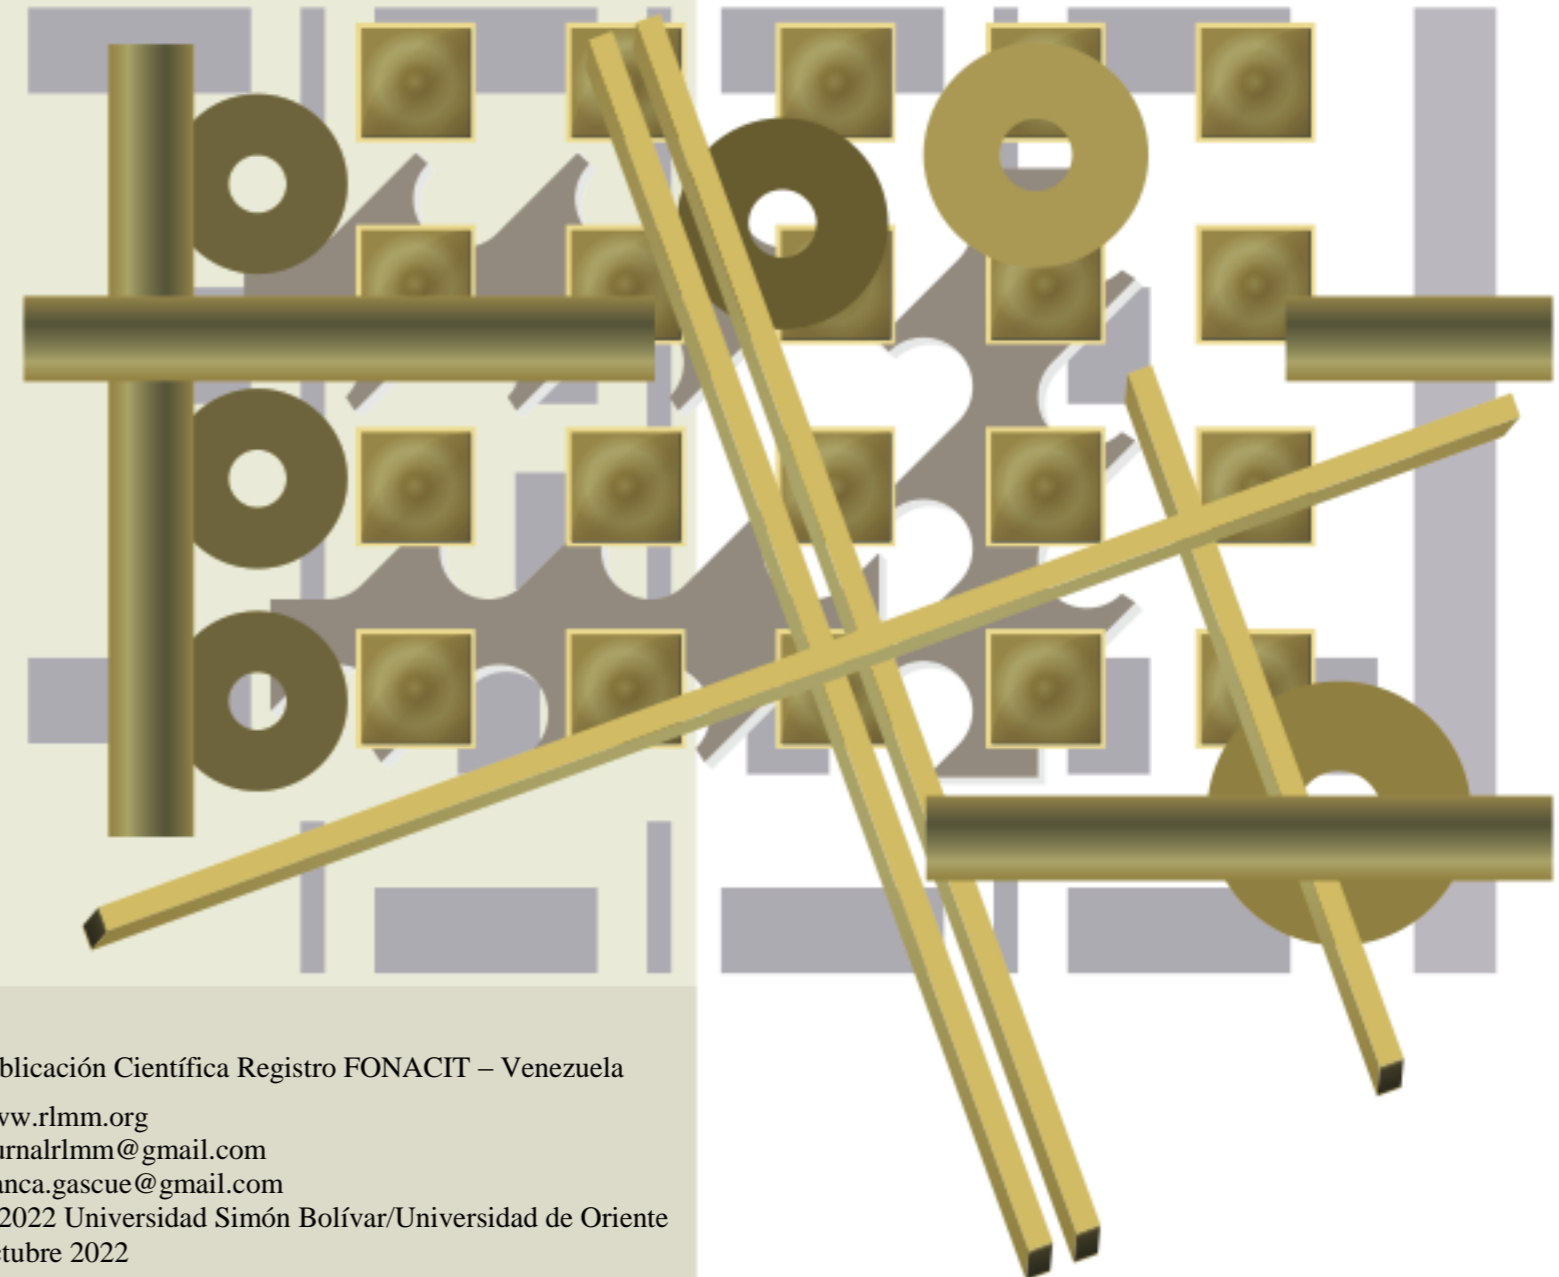 blicación Científica Registro FONACIT – Venezuela
ww.rlmm.org
urnalrlmm@gmail.com
anca.gascue@gmail.com
2022 Universidad Simón Bolívar/Universidad de Oriente
ctubre 2022